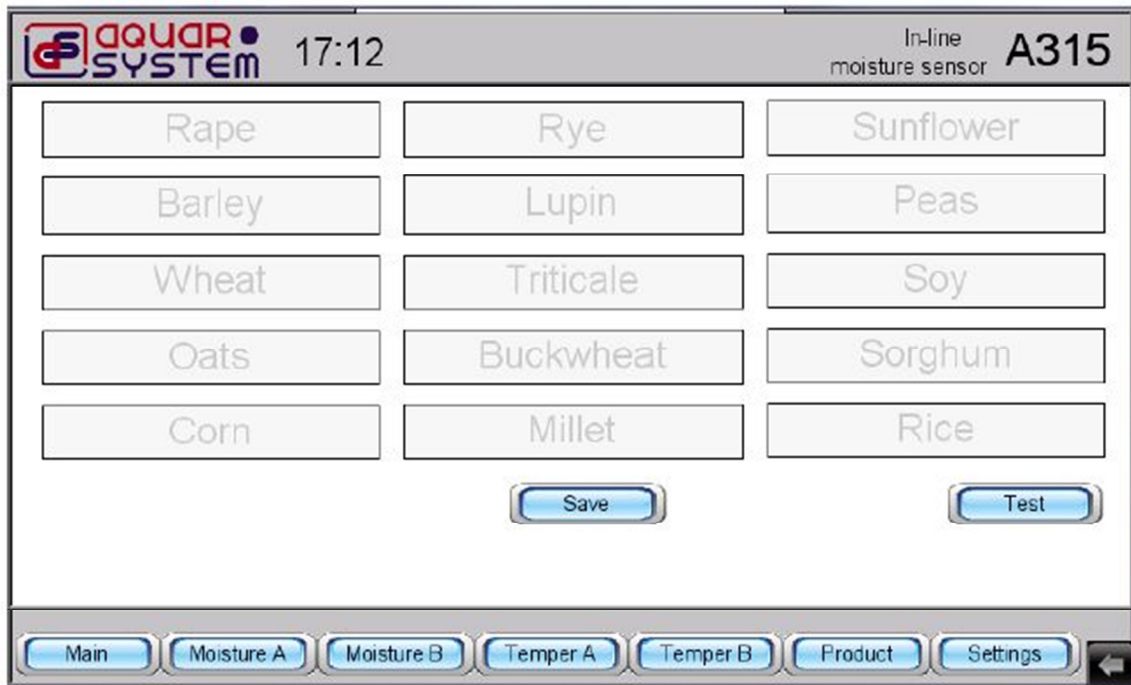 aquar
system
17:12
In-line
moisture sensor
A315
Rape Rye Sunflower
Barley Lupin Peas
Wheat Triticale Soy
Oats Buckwheat Sorghum
Corn Millet Rice
Save Test
Main Moisture A Moisture B Temper A Temper B Product Settings